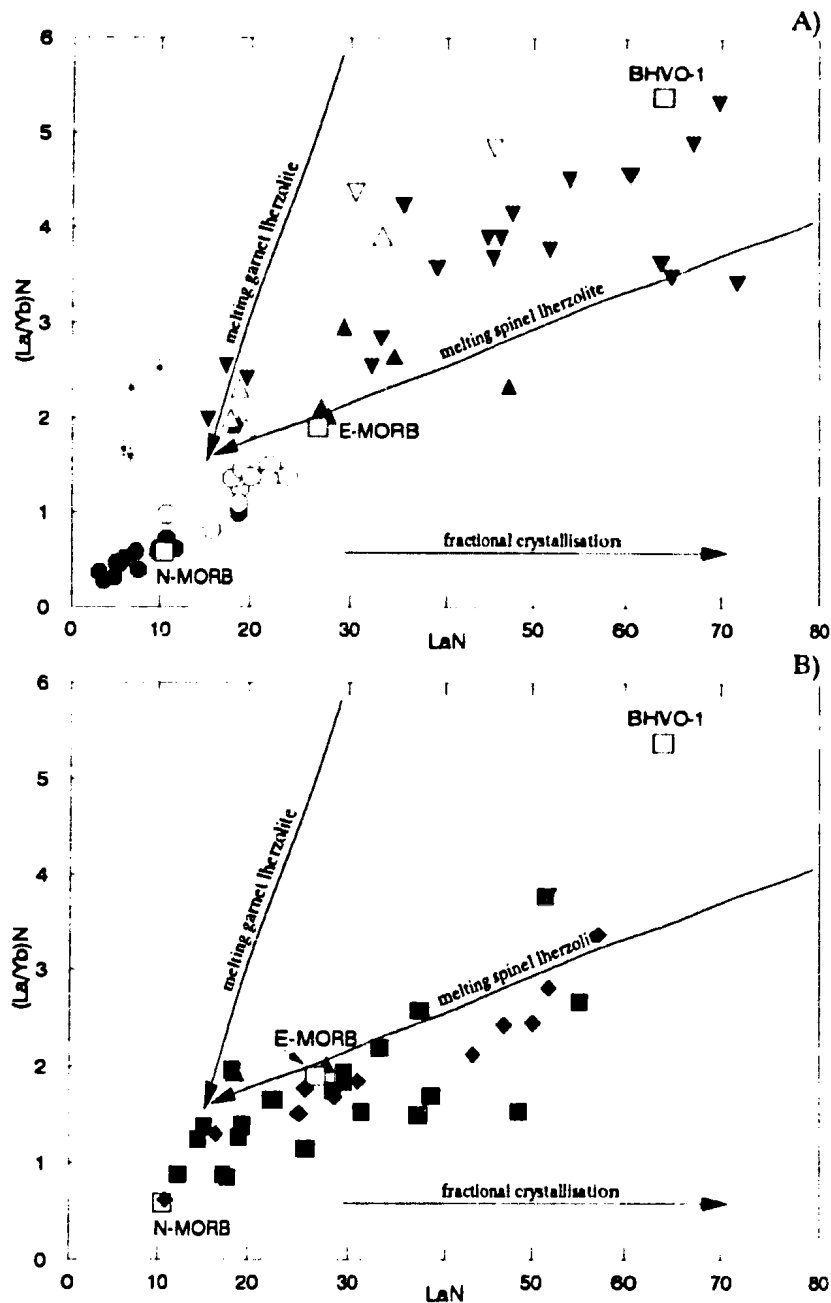 A)
6
5
4
3
2
1
0
(La/Yb)N
BHVO-1
melting garnet lherzolite
melting spinel lherzolite
E-MORB
N-MORB
fractional crystallisation
0 10 20 30 40 50 60 70 80
LaN
B)
6
5
4
3
2
1
0
(La/Yb)N
BHVO-1
melting garnet lherzolite
melting spinel lherzoli
E-MORB
N-MORB
fractional crystallisation
0 10 20 30 40 50 60 70 80
LaN